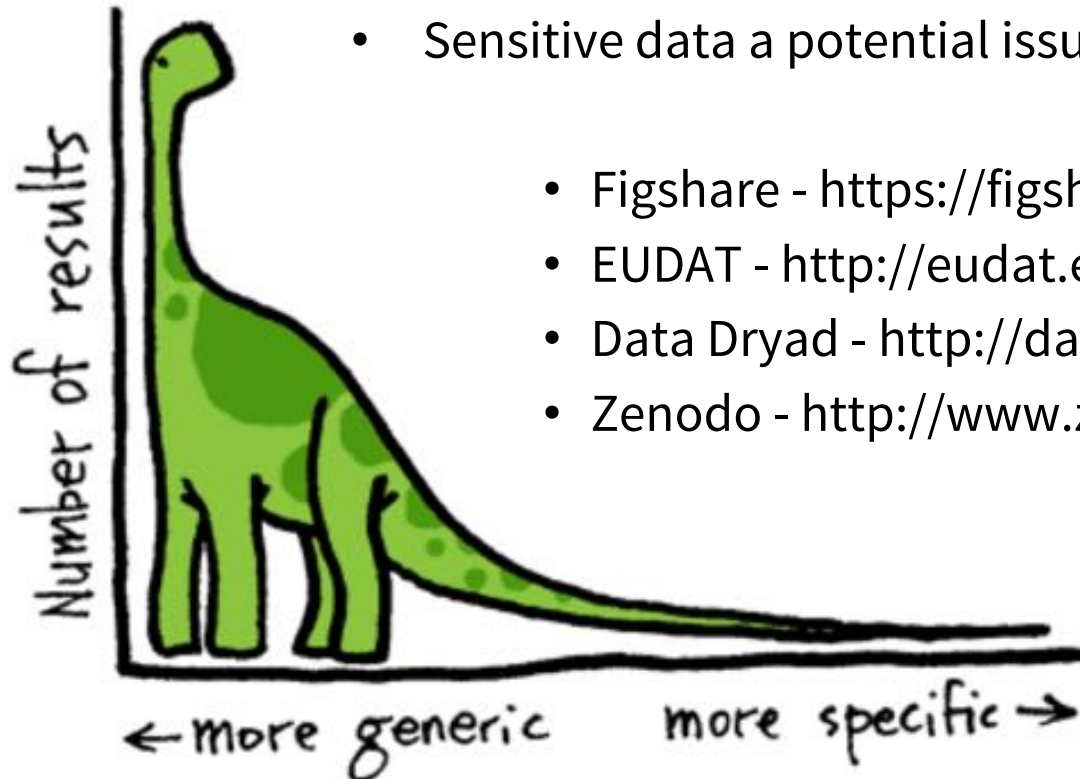 • Sensitive data a potential issu
• Figshare - https://figsh
• EUDAT - http://eudat.e
• Data Dryad - http://da
• Zenodo - http://www.z
Number of results
←more generic more specific→